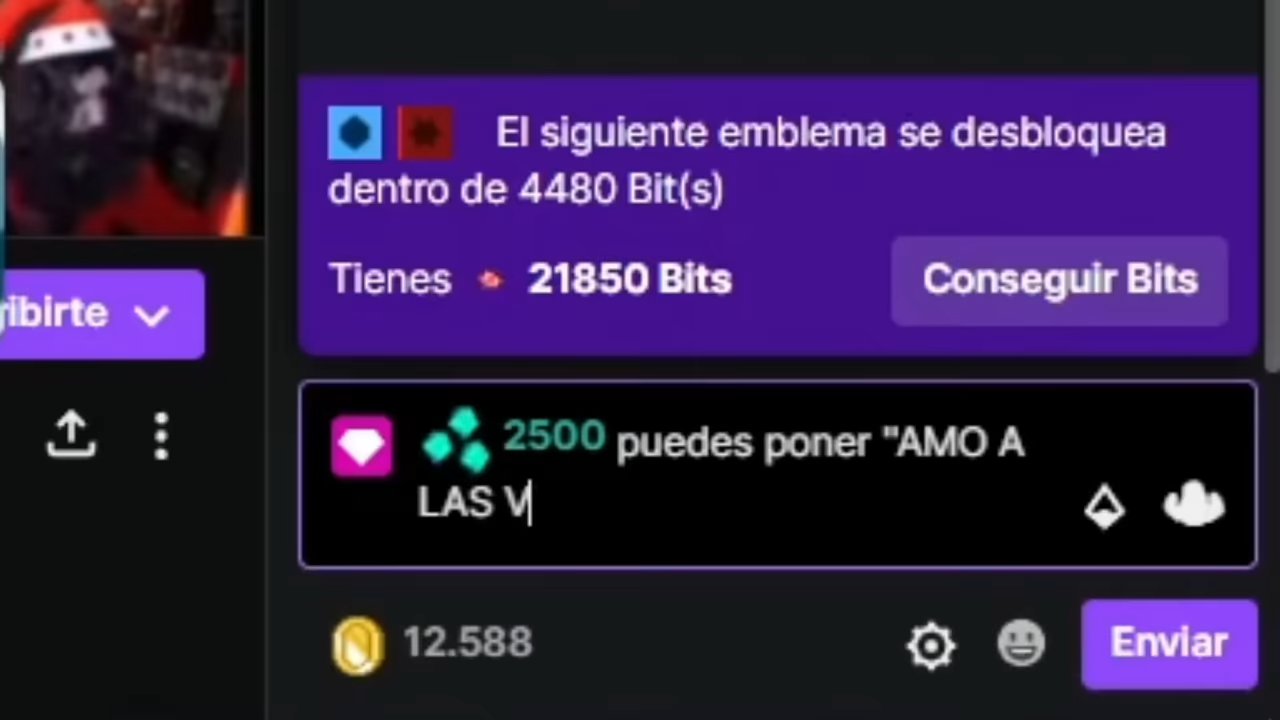 El siguiente emblema se desbloquea
dentro de 4480 Bit(s)
Tienes 21850 Bits
Conseguir Bits
ribirte
2500 puedes poner "AMO A
LAS V
12.588
Enviar